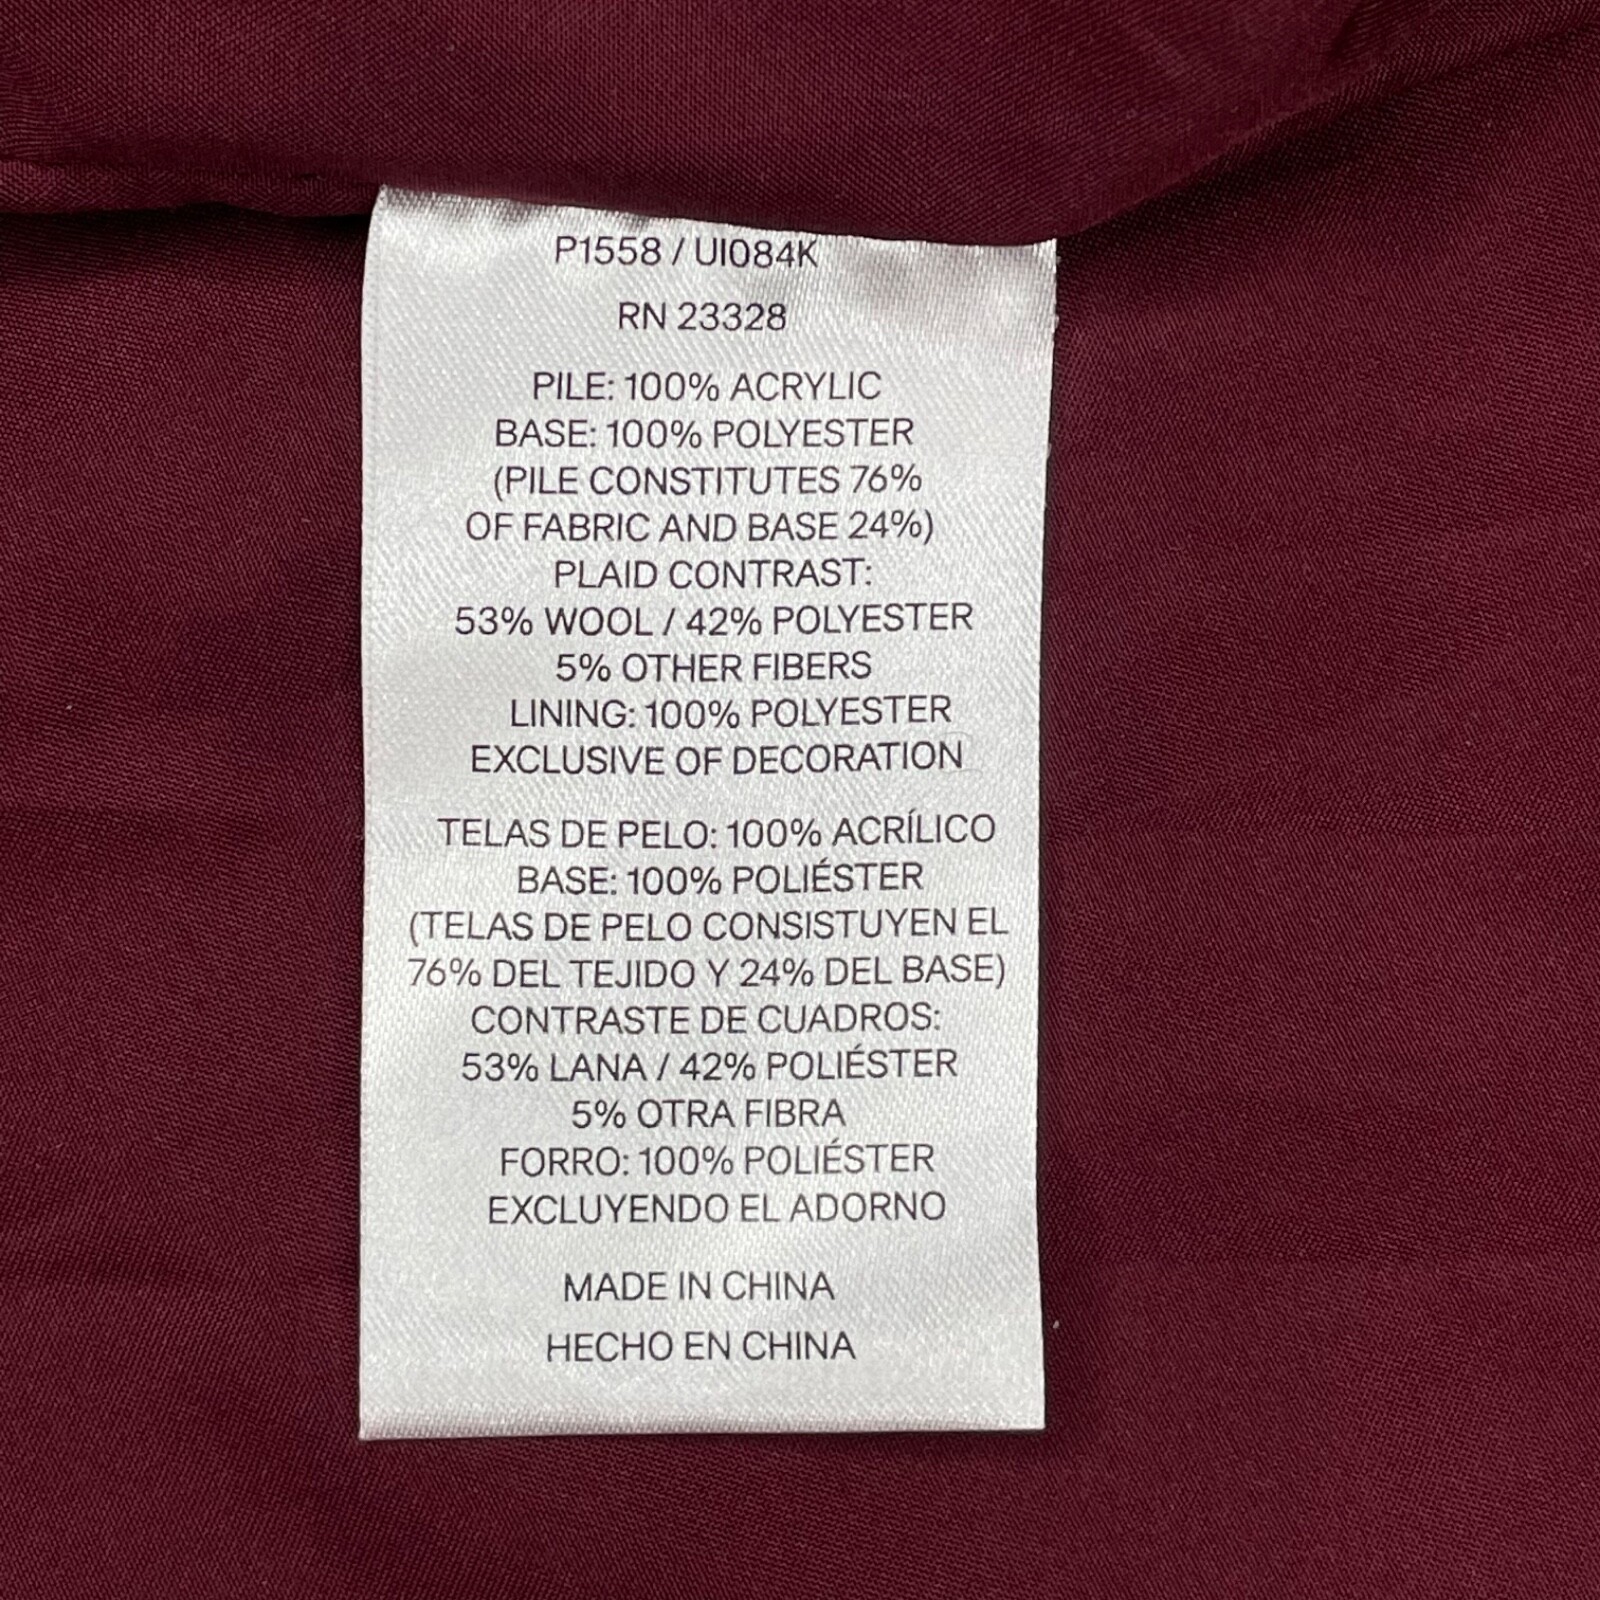 P1558 / UI084K
RN 23328
PILE: 100% ACRYLIC
BASE: 100% POLYESTER
(PILE CONSTITUTES 76%
OF FABRIC AND BASE 24%)
PLAID CONTRAST:
53% WOOL / 42% POLYESTER
5% OTHER FIBERS
LINING: 100% POLYESTER
EXCLUSIVE OF DECORATION
TELAS DE PELO: 100% ACRÍLICO
BASE: 100% POLIÉSTER
(TELAS DE PELO CONSISTUYEN EL
76% DEL TEJIDO Y 24% DEL BASE)
CONTRASTE DE CUADROS:
53% LANA / 42% POLIÉSTER
5% OTRA FIBRA
FORRO: 100% POLIÉSTER
EXCLUYENDO EL ADORNO
MADE IN CHINA
HECHO EN CHINA